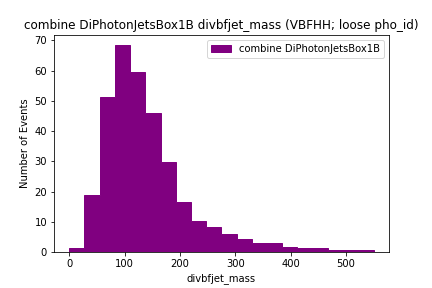 combine DiPhotonJetsBox1B divbfjet_mass (VBFHH; loose pho_id)
combine DiPhotonJetsBox1B
70
60
50
40
30
20
10
0
Number of Events
0 100 200 300 400 500
divbfjet_mass